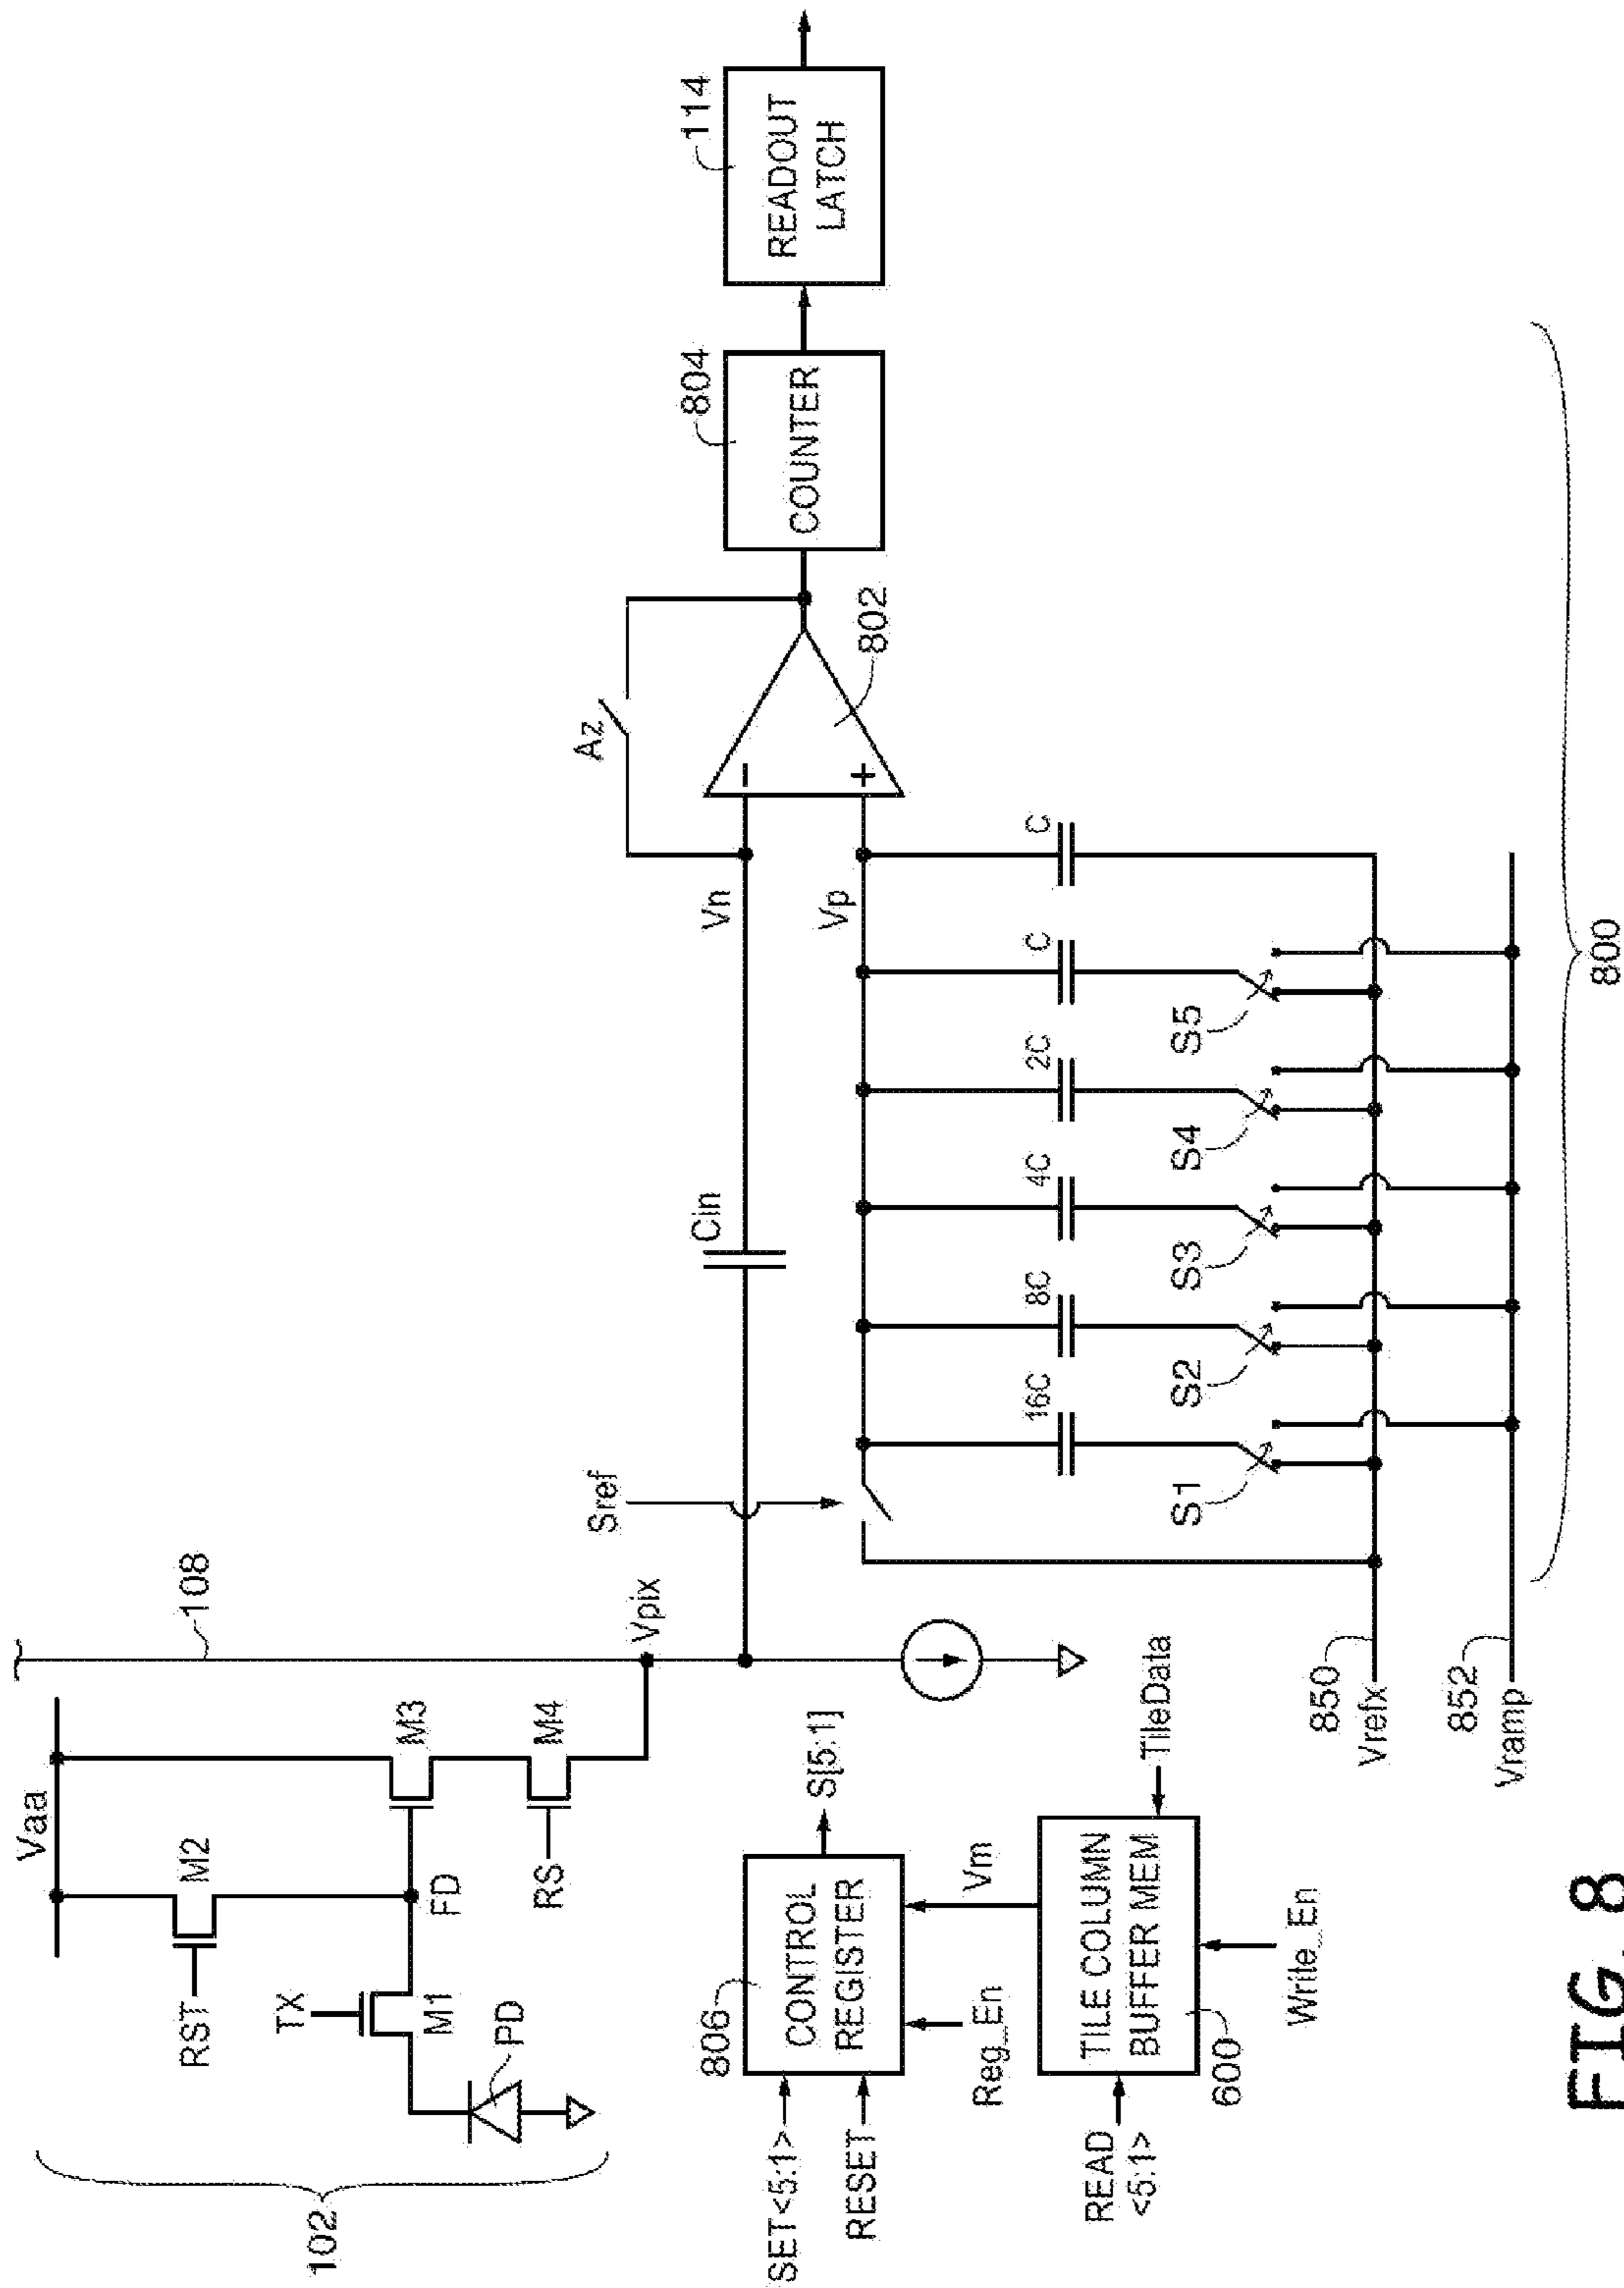 102
Vaa
RST
M2
TX
M1
PD
FD
M3
RS
M4
108
Vpix
SET<5:1>
RESET
806
CONTROL
REGISTER
S[5:1]
Reg_En
Vm
READ
<5:1>
600
TILE COLUMN
BUFFER MEM
TileData
Write_En
Sref
Cin
Vn
Vp
Az
802
804
COUNTER
114
READOUT
LATCH
16C
8C
4C
2C
C
C
S1
S2
S3
S4
S5
850
Vrefx
852
Vramp
800
−
+
FIG. 8